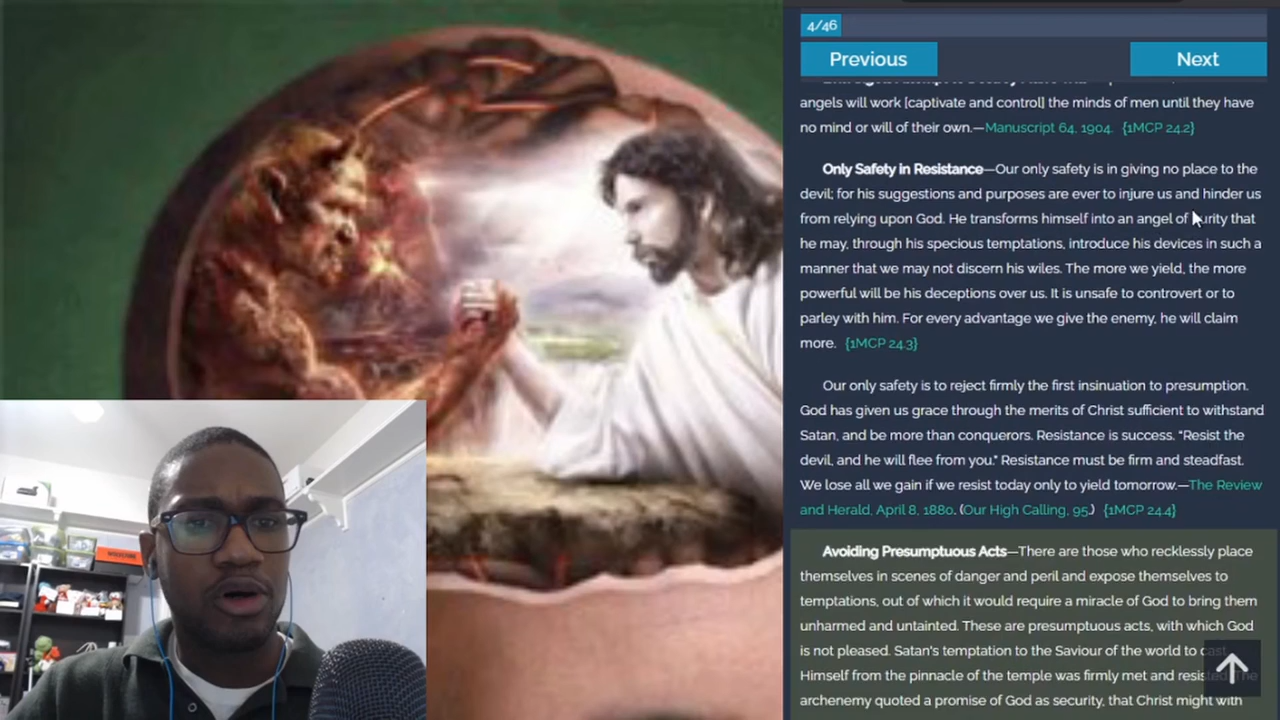 4/46
Previous
Next
angels will work [captivate and control] the minds of men until they have
no mind or will of their own.—Manuscript 64, 1904. {1MCP 24.2}
Only Safety in Resistance—Our only safety is in giving no place to the
devil; for his suggestions and purposes are ever to injure us and hinder us
from relying upon God. He transforms himself into an angel of purity that
he may, through his specious temptations, introduce his devices in such a
manner that we may not discern his wiles. The more we yield, the more
powerful will be his deceptions over us. It is unsafe to controvert or to
parley with him. For every advantage we give the enemy, he will claim
more. {1MCP 24.3}
Our only safety is to reject firmly the first insinuation to presumption.
God has given us grace through the merits of Christ sufficient to withstand
Satan, and be more than conquerors. Resistance is success. "Resist the
devil, and he will flee from you." Resistance must be firm and steadfast.
We lose all we gain if we resist today only to yield tomorrow.—The Review
and Herald, April 8, 1880. (Our High Calling, 95.) {1MCP 24.4}
Avoiding Presumptuous Acts—There are those who recklessly place
themselves in scenes of danger and peril and expose themselves to
temptations, out of which it would require a miracle of God to bring them
unharmed and untainted. These are presumptuous acts, with which God
is not pleased. Satan's temptation to the Saviour of the world to cast
Himself from the pinnacle of the temple was firmly met and resisted. The
archenemy quoted a promise of God as security, that Christ might with